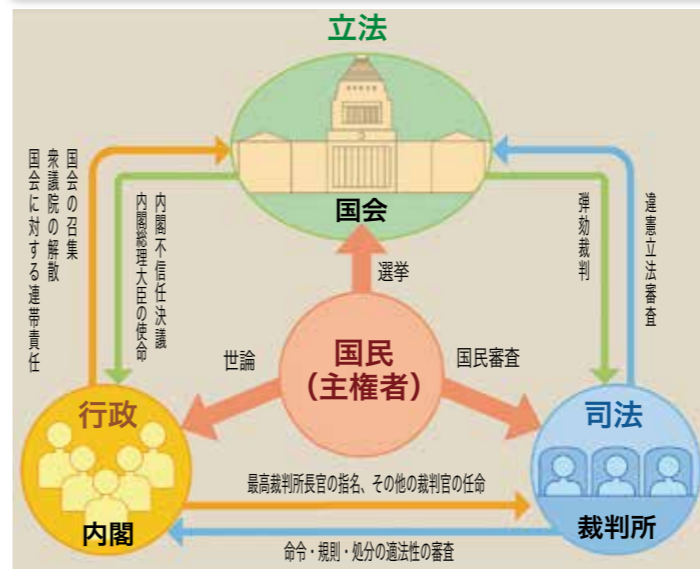 立法
国会
国会の召集
衆議院の解散
国会に対する連帯責任
内閣不信任決議
内閣総理大臣の使命
弾劾裁判
違憲立法審査
選挙
世論
国民
（主権者）
国民審査
行政
内閣
司法
裁判所
最高裁判所長官の指名、その他の裁判官の任命
命令・規則・処分の適法性の審査